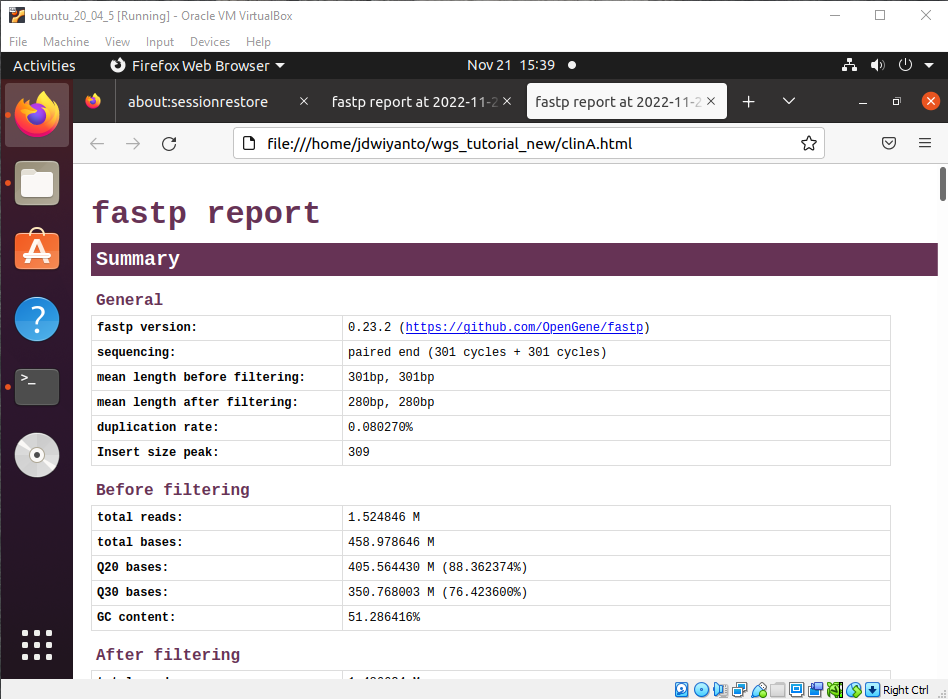 ubuntu_20_04_5 [Running] - Oracle VM VirtualBox
File Machine View Input Devices Help
Activities Firefox Web Browser Nov 21 15:39
about:sessionrestore fastp report at 2022-11-2 fastp report at 2022-11-2
file:///home/jdwiyanto/wgs_tutorial_new/clinA.html
fastp report
Summary
General
fastp version: 0.23.2 (https://github.com/OpenGene/fastp)
sequencing: paired end (301 cycles + 301 cycles)
mean length before filtering: 301bp, 301bp
mean length after filtering: 280bp, 280bp
duplication rate: 0.080270%
Insert size peak: 309
Before filtering
total reads: 1.524846 M
total bases: 458.978646 M
Q20 bases: 405.564430 M (88.362374%)
Q30 bases: 350.768003 M (76.423600%)
GC content: 51.286416%
After filtering
Right Ctrl